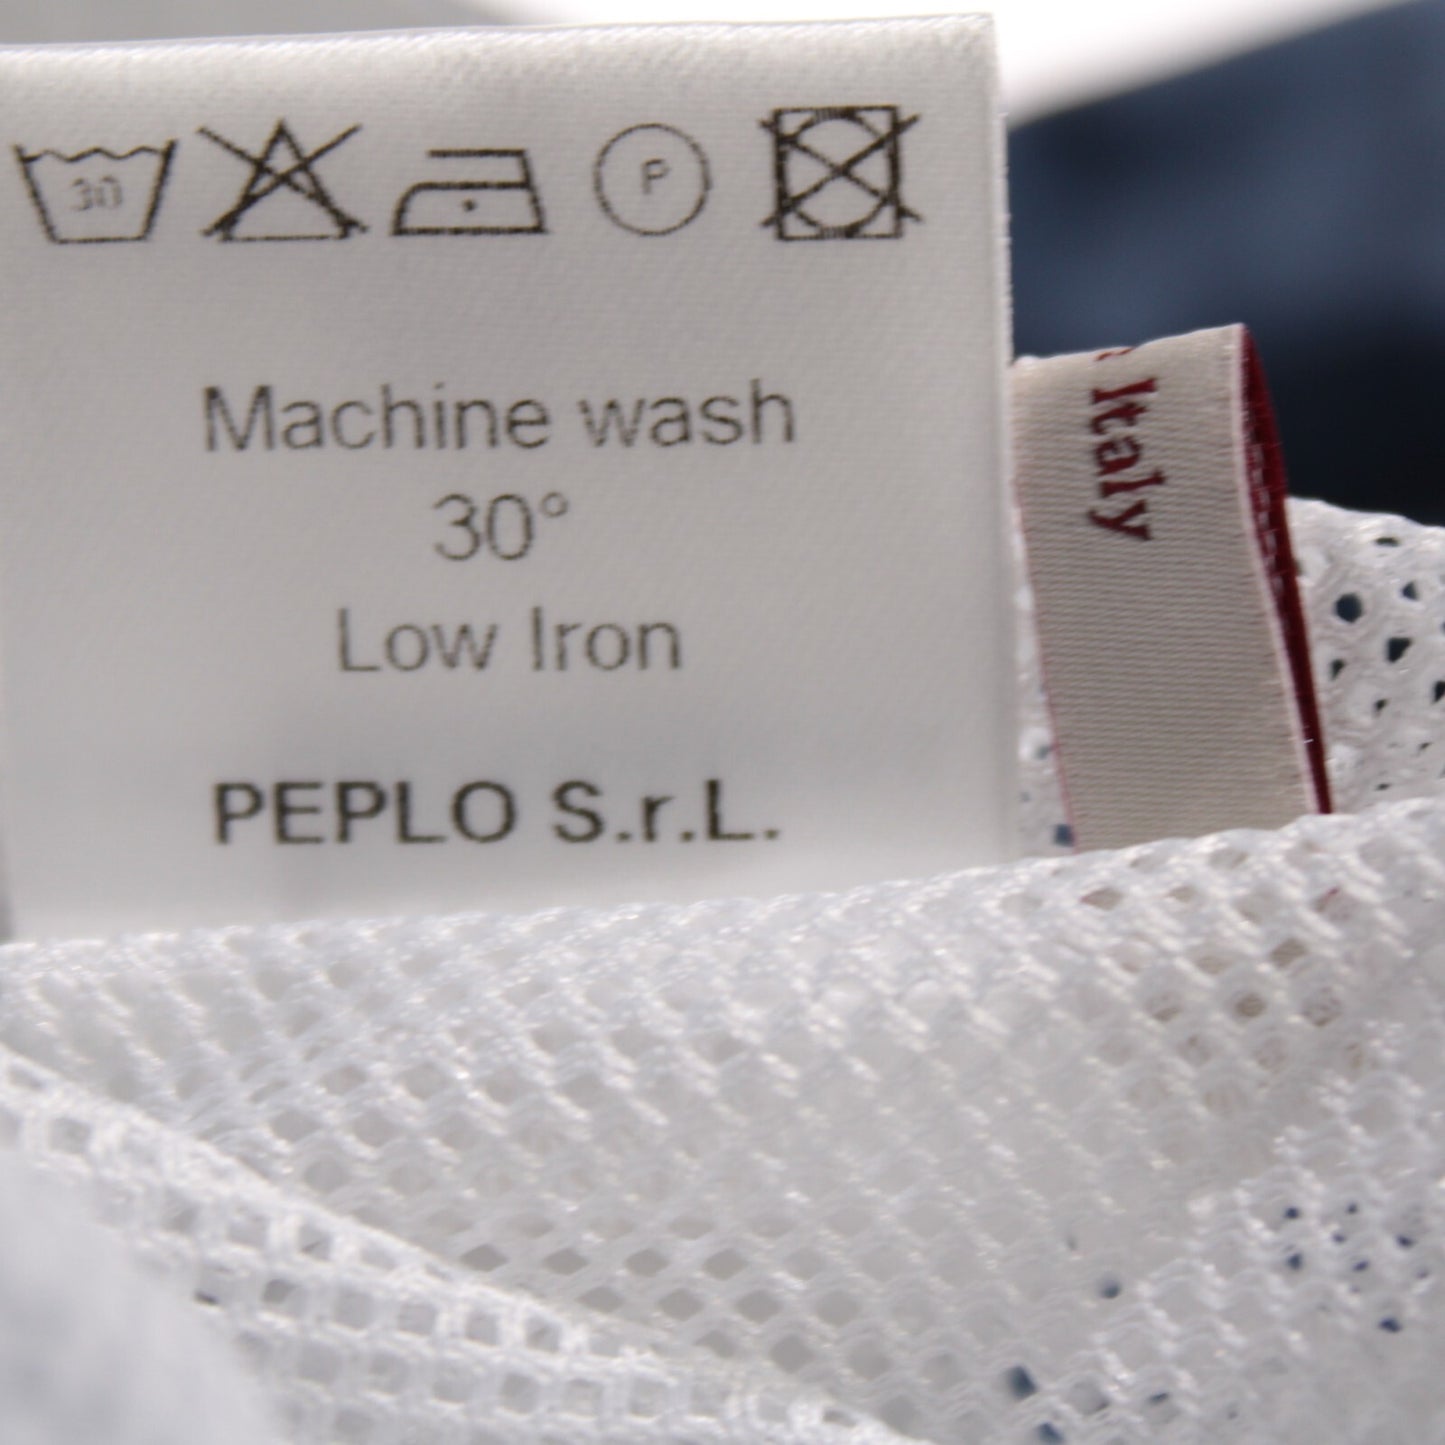 30
P
Machine wash
30°
Low Iron
PEPLO S.r.L.
Italy